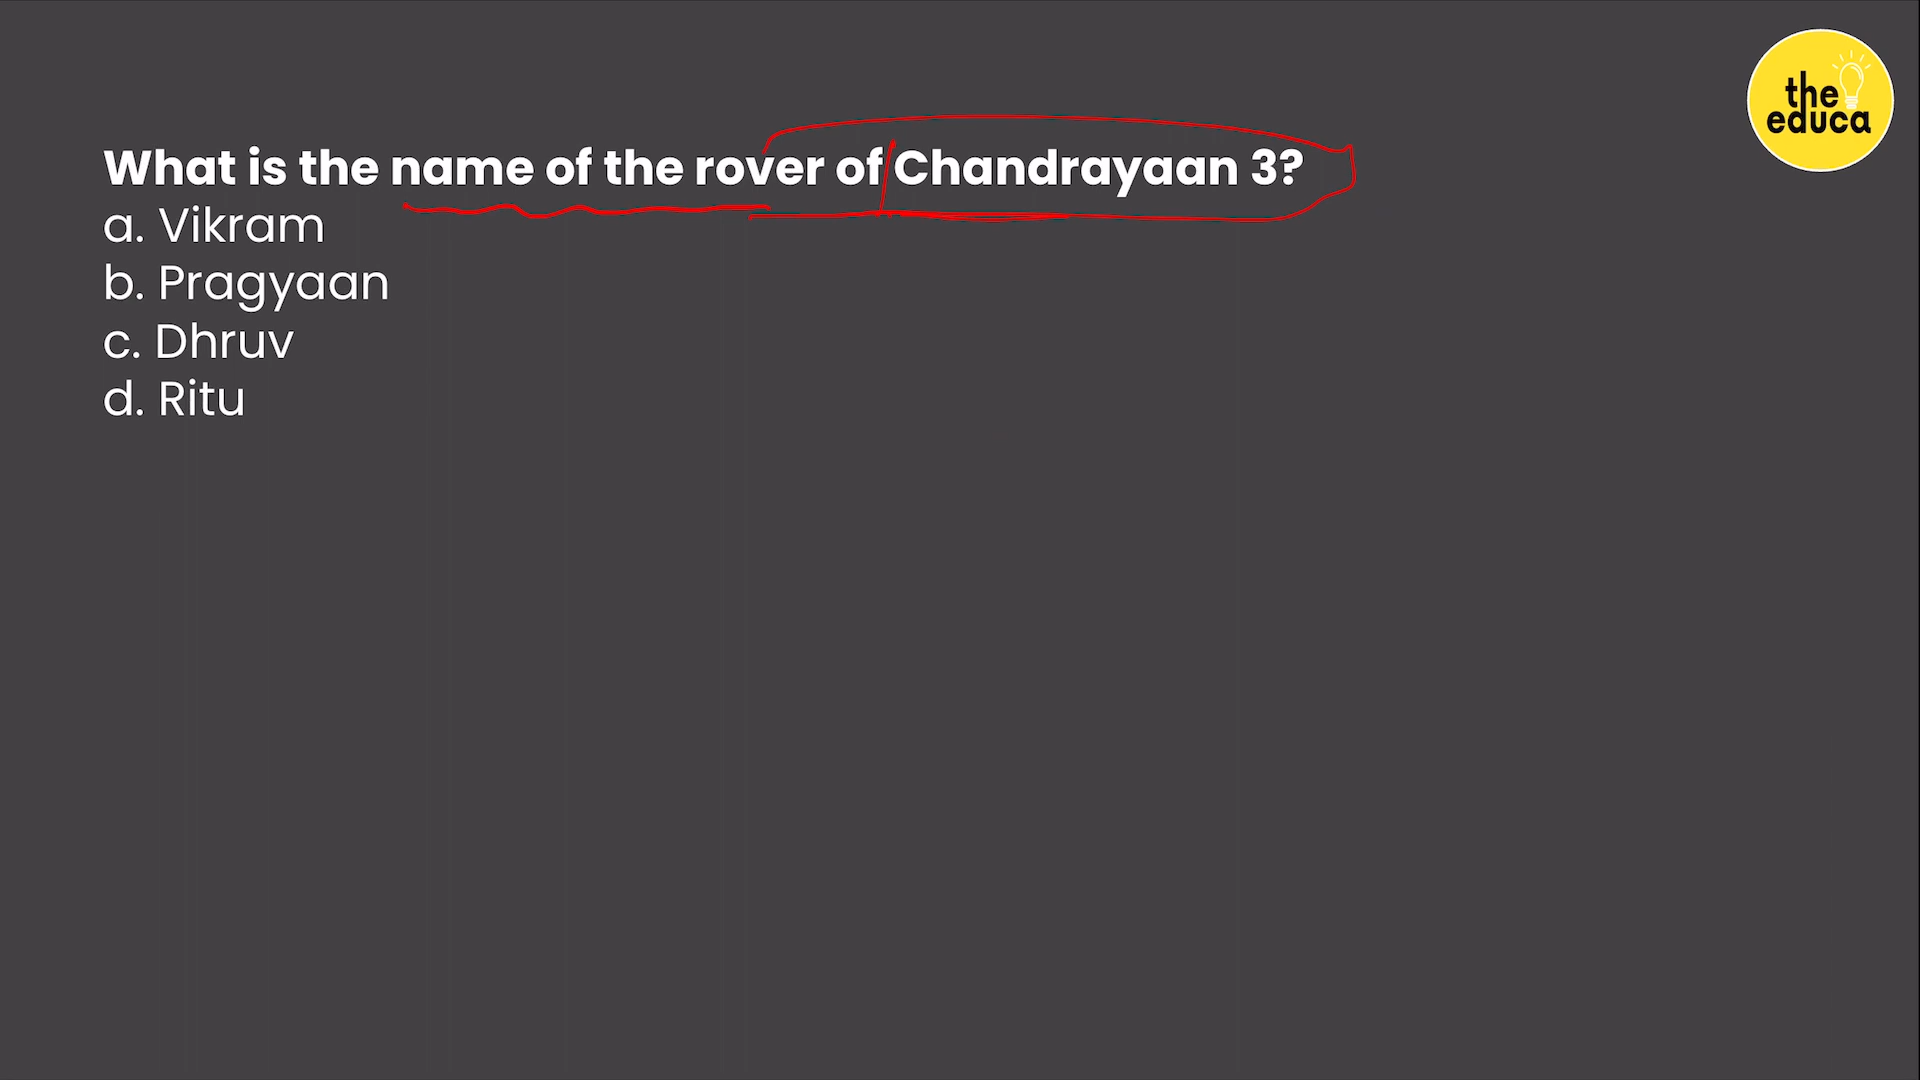 the
educa
What is the name of the rover of Chandrayaan 3?
a. Vikram
b. Pragyaan
c. Dhruv
d. Ritu